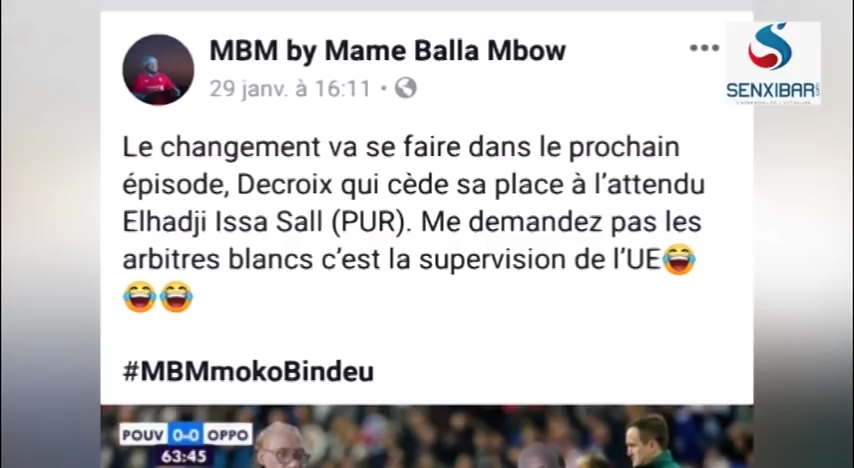 MBM by Mame Balla Mbow
29 janv. à 16:11
SENXIBAR.com
Le changement va se faire dans le prochain
épisode, Decroix qui cède sa place à l'attendu
Elhadji Issa Sall (PUR). Me demandez pas les
arbitres blancs c'est la supervision de l'UE😂
😂😂
#MBMmokoBindeu
POUV 0-0 OPPO
63:45